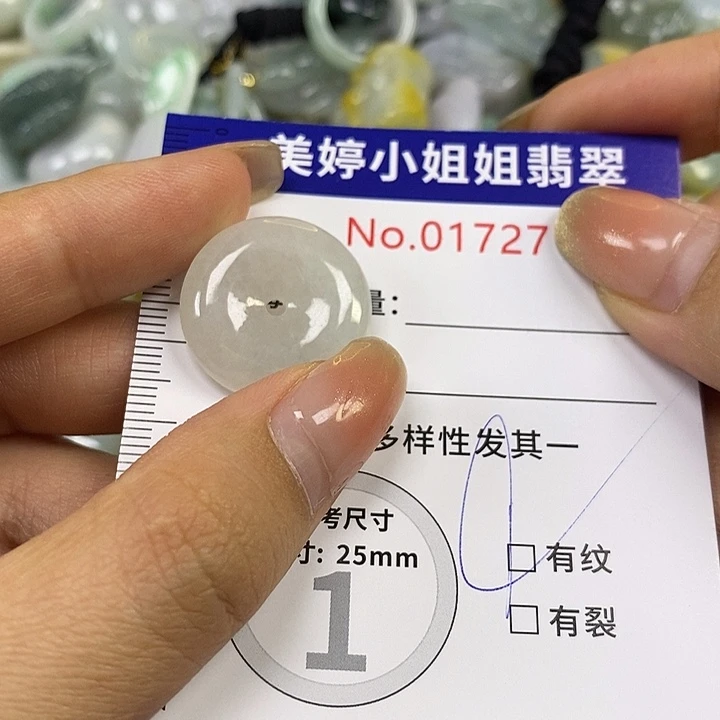 美婷小姐姐翡翠
No.01727
量：
多样性发其一
考尺寸
寸: 25mm
1
有纹
有裂